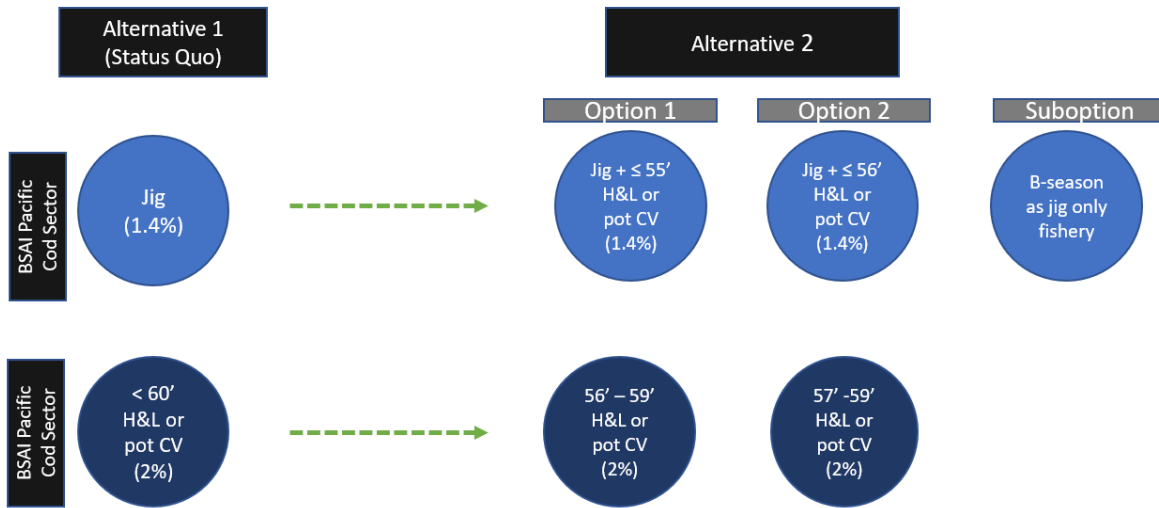 Alternative 1
(Status Quo)
Alternative 2
Option 1
Option 2
Suboption
BSAI Pacific
Cod Sector
Jig
(1.4%)
Jig + ≤ 55’
H&L or
pot CV
(1.4%)
Jig + ≤ 56’
H&L or
pot CV
(1.4%)
B-season
as jig only
fishery
BSAI Pacific
Cod Sector
< 60’
H&L or
pot CV
(2%)
56’ – 59’
H&L or
pot CV
(2%)
57’ -59’
H&L or
pot CV
(2%)